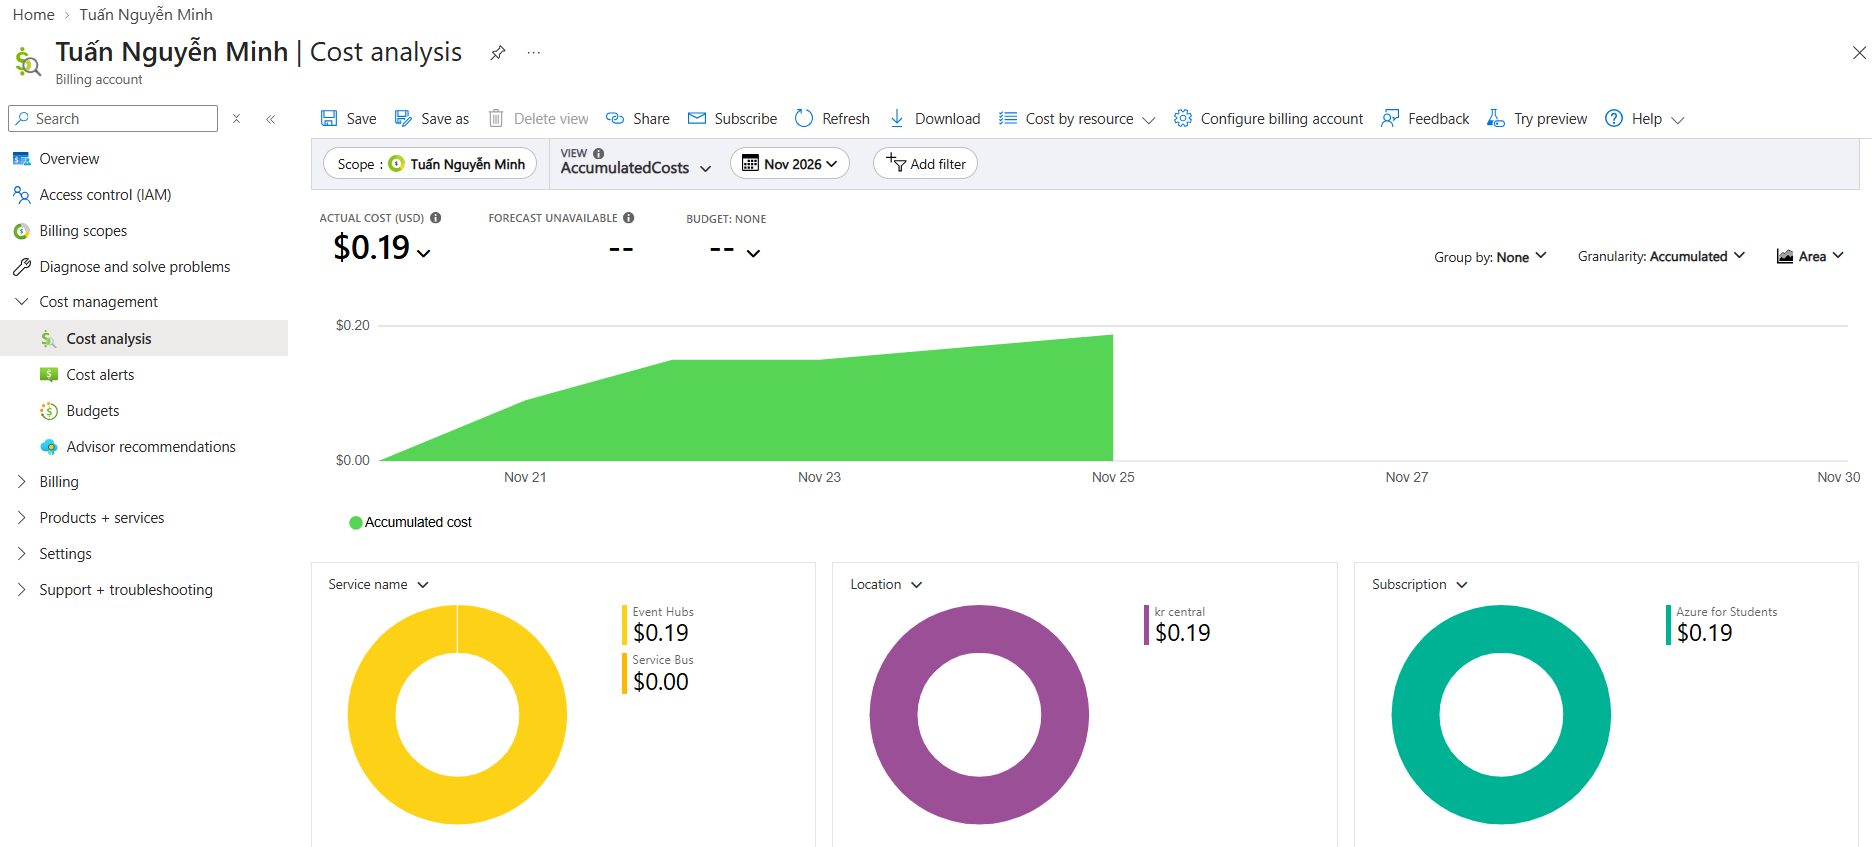 Home > Tuấn Nguyễn Minh
Tuấn Nguyễn Minh | Cost analysis
Billing account
Search
Save
Save as
Delete view
Share
Subscribe
Refresh
Download
Cost by resource
Configure billing account
Feedback
Try preview
Help
Overview
Access control (IAM)
Billing scopes
Diagnose and solve problems
Cost management
Cost analysis
Cost alerts
Budgets
Advisor recommendations
Billing
Products + services
Settings
Support + troubleshooting
Scope : Tuấn Nguyễn Minh
VIEW
AccumulatedCosts
Nov 2026
Add filter
ACTUAL COST (USD)
$0.19
FORECAST UNAVAILABLE
--
BUDGET: NONE
--
Group by: None
Granularity: Accumulated
Area
$0.20
$0.00
Nov 21
Nov 23
Nov 25
Nov 27
Nov 30
Accumulated cost
Service name
Event Hubs
$0.19
Service Bus
$0.00
Location
kr central
$0.19
Subscription
Azure for Students
$0.19